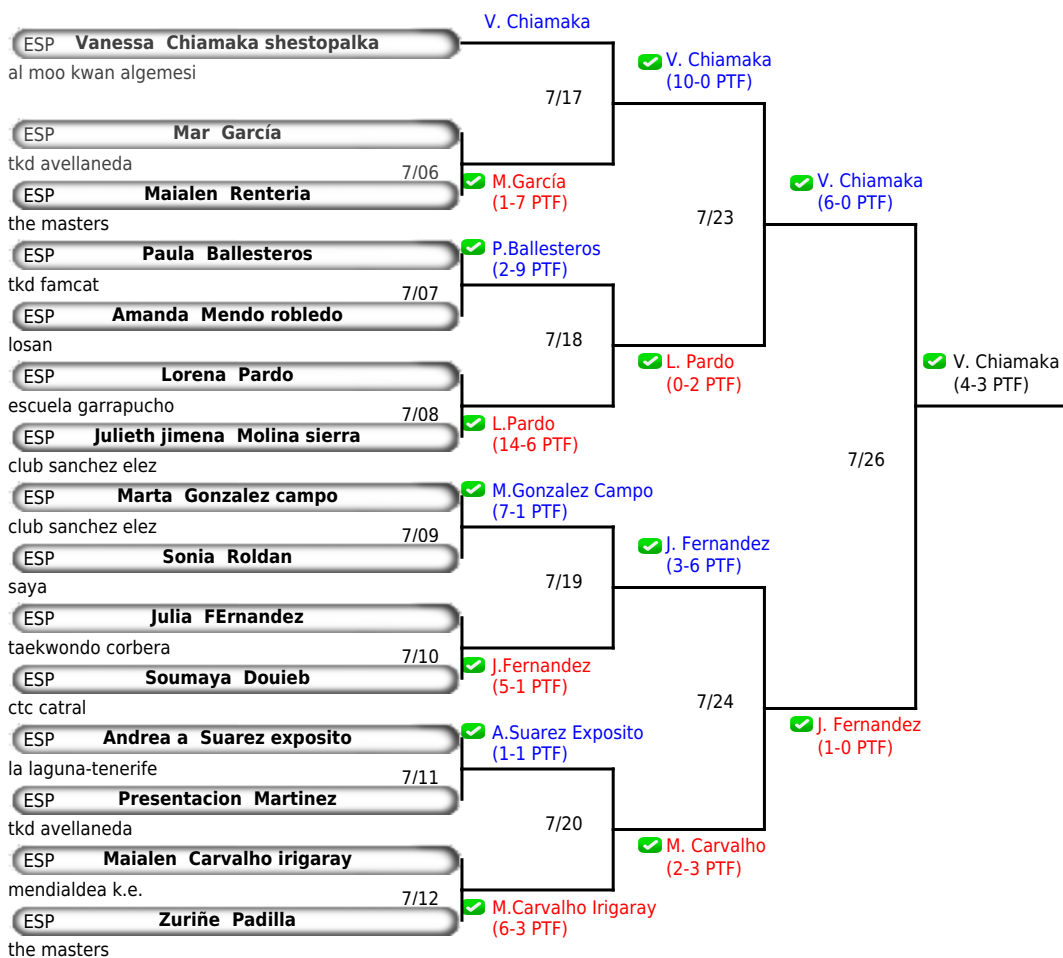 V. Chiamaka
ESP Vanessa Chiamaka shestopalka
al moo kwan algemesi
V. Chiamaka
(10-0 PTF)
7/17
ESP Mar García
tkd avellaneda
7/06
M.García
(1-7 PTF)
ESP Maialen Renteria
the masters
V. Chiamaka
(6-0 PTF)
7/23
ESP Paula Ballesteros
tkd famcat
P.Ballesteros
(2-9 PTF)
7/07
ESP Amanda Mendo robledo
losan
7/18
L. Pardo
(0-2 PTF)
V. Chiamaka
(4-3 PTF)
ESP Lorena Pardo
escuela garrapucho
7/08
L.Pardo
(14-6 PTF)
ESP Julieth jimena Molina sierra
club sanchez elez
7/26
ESP Marta Gonzalez campo
club sanchez elez
M.Gonzalez Campo
(7-1 PTF)
7/09
ESP Sonia Roldan
saya
J. Fernandez
(3-6 PTF)
7/19
ESP Julia FErnandez
taekwondo corbera
7/10
J.Fernandez
(5-1 PTF)
ESP Soumaya Douieb
ctc catral
7/24
J. Fernandez
(1-0 PTF)
ESP Andrea a Suarez exposito
la laguna-tenerife
A.Suarez Exposito
(1-1 PTF)
7/11
ESP Presentacion Martinez
tkd avellaneda
7/20
M. Carvalho
(2-3 PTF)
ESP Maialen Carvalho irigaray
mendialdea k.e.
7/12
M.Carvalho Irigaray
(6-3 PTF)
ESP Zuriñe Padilla
the masters